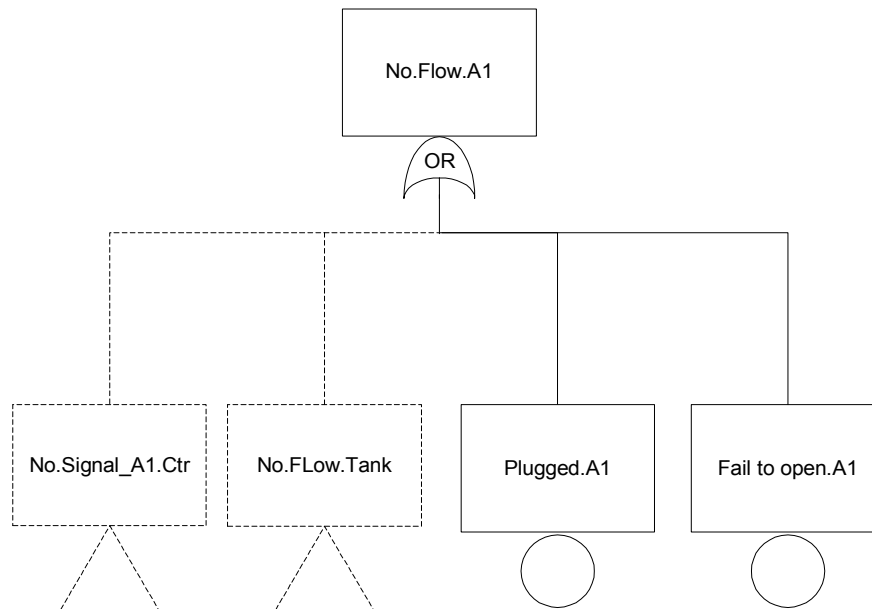 No.Flow.A1
OR
No.Signal_A1.Ctr
No.FLow.Tank
Plugged.A1
Fail to open.A1